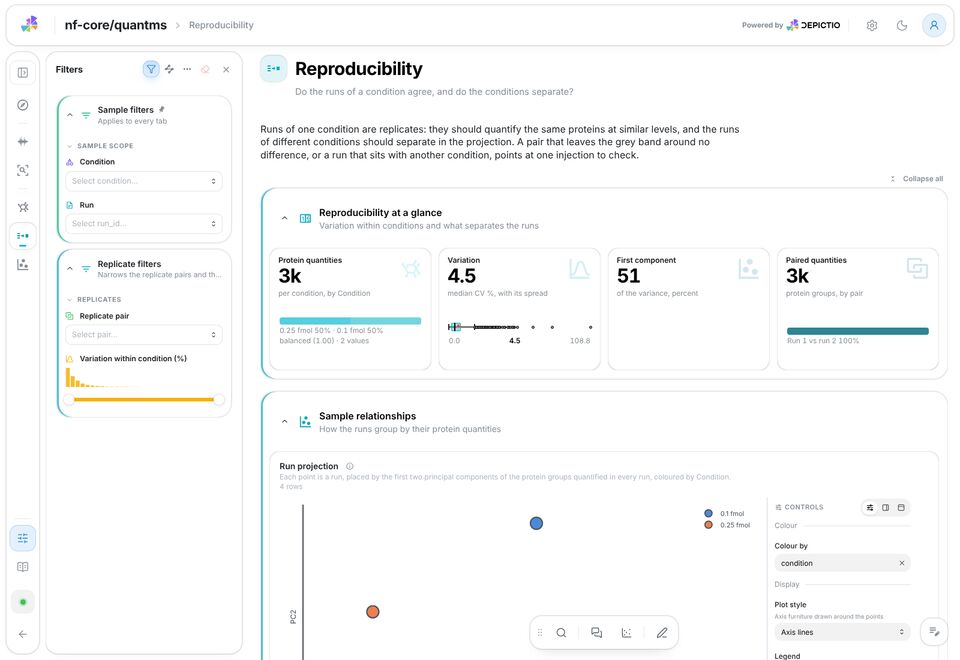 nf-core/quantms
Reproducibility
Powered by DEPICTIO
Filters
Sample filters
Applies to every tab
SAMPLE SCOPE
Condition
Select condition...
Run
Select run_id...
Replicate filters
Narrows the replicate pairs and th...
REPLICATES
Replicate pair
Select pair...
Variation within condition (%)
Reproducibility
Do the runs of a condition agree, and do the conditions separate?
Runs of one condition are replicates: they should quantify the same proteins at similar levels, and the runs
of different conditions should separate in the projection. A pair that leaves the grey band around no
difference, or a run that sits with another condition, points at one injection to check.
Collapse all
Reproducibility at a glance
Variation within conditions and what separates the runs
Protein quantities
3k
per condition, by Condition
0.25 fmol 50% · 0.1 fmol 50%
balanced (1.00) · 2 values
Variation
4.5
median CV %, with its spread
0.0 4.5 108.8
First component
51
of the variance, percent
Paired quantities
3k
protein groups, by pair
Run 1 vs run 2 100%
Sample relationships
How the runs group by their protein quantities
Run projection
Each point is a run, placed by the first two principal components of the protein groups quantified in every run, coloured by Condition.
4 rows
PC2
0.1 fmol
0.25 fmol
CONTROLS
Colour
Colour by
condition
Display
Plot style
Axis furniture drawn around the points
Axis lines
Legend